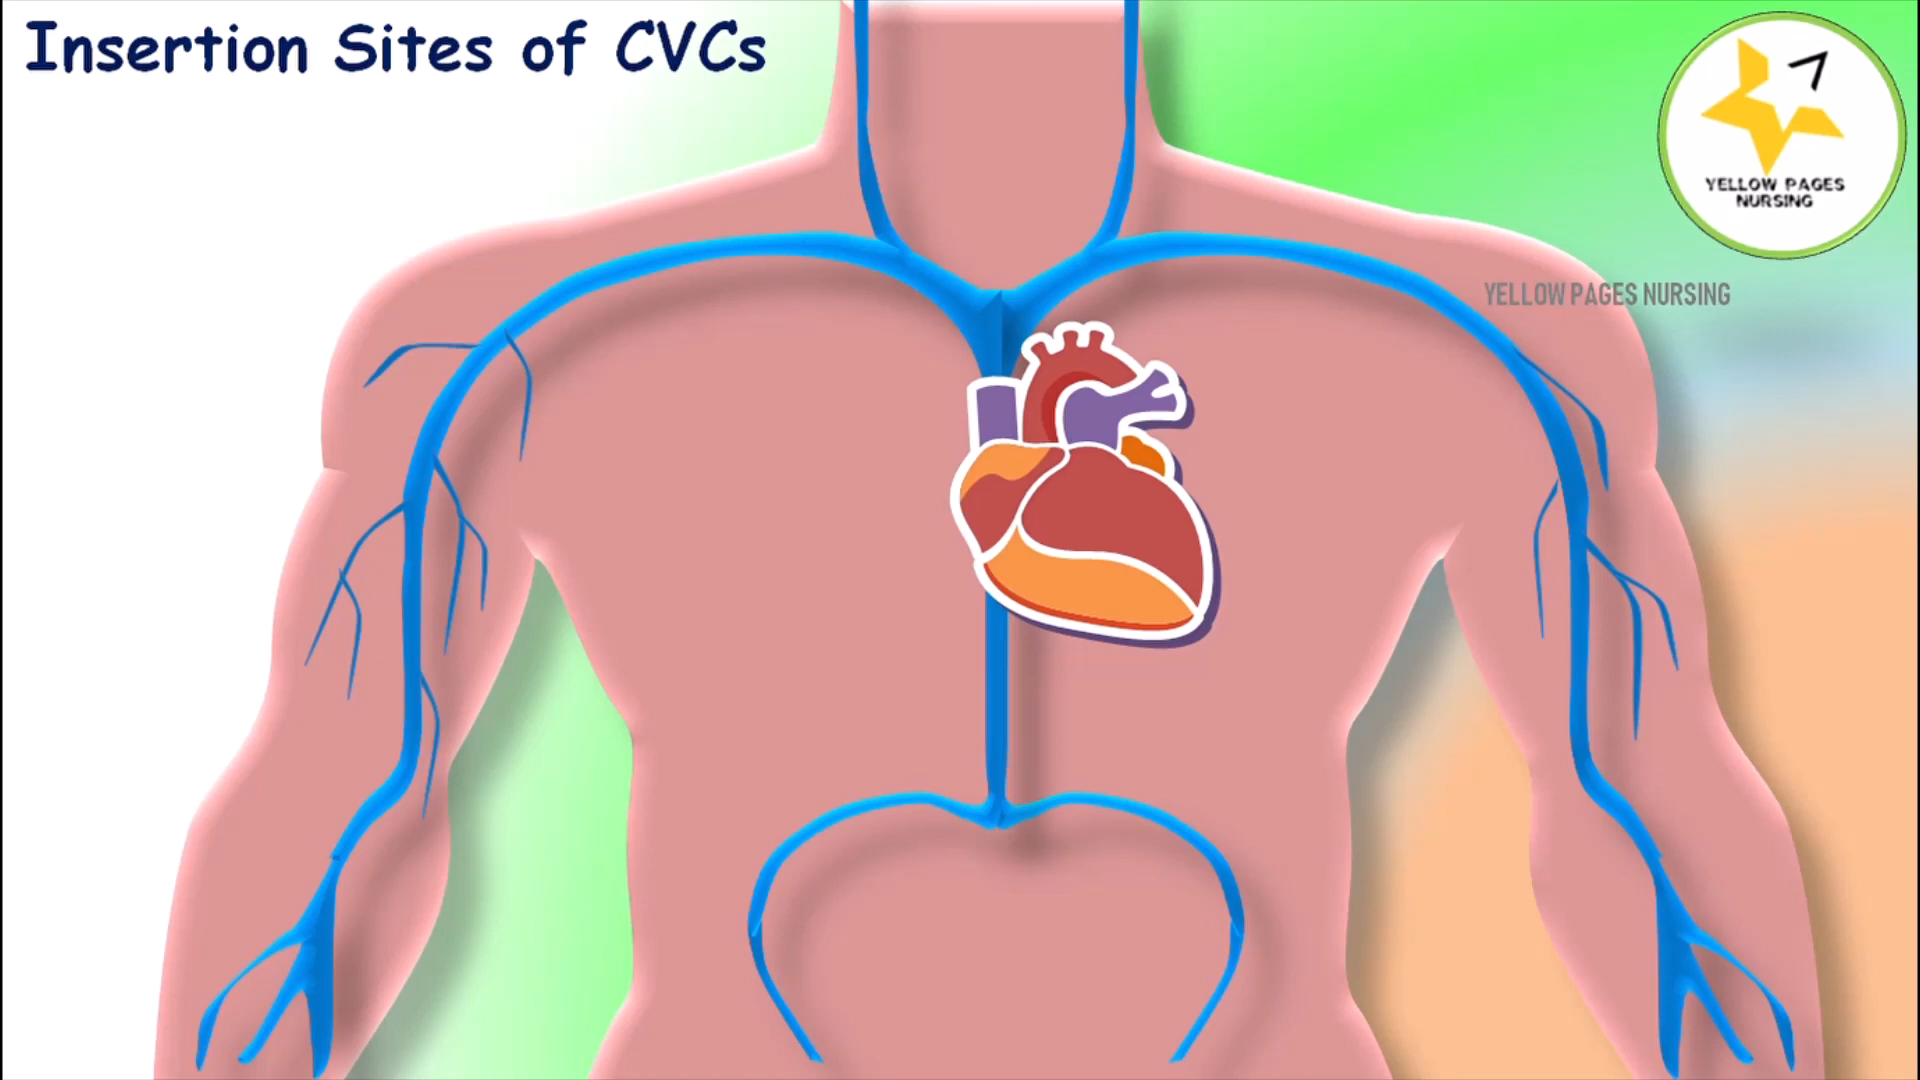 Insertion Sites of CVCs
YELLOW PAGES
NURSING
YELLOW PAGES NURSING